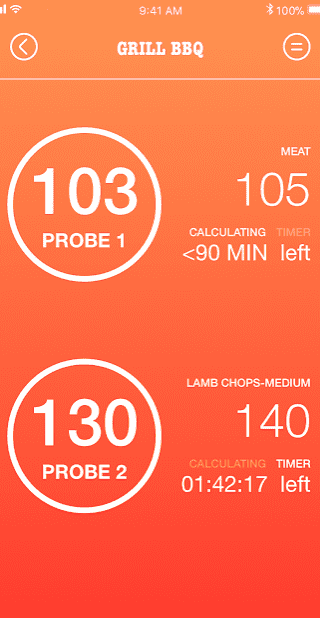 9:41 AM 100%
GRILL BBQ
103
PROBE 1
MEAT
105
CALCULATING TIMER
<90 MIN left
130
PROBE 2
LAMB CHOPS-MEDIUM
140
CALCULATING TIMER
01:42:17 left